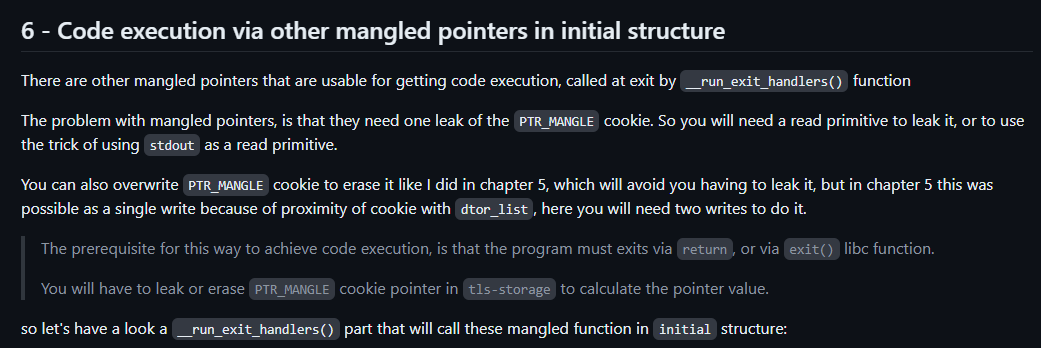 6 - Code execution via other mangled pointers in initial structure
There are other mangled pointers that are usable for getting code execution, called at exit by __run_exit_handlers() function
The problem with mangled pointers, is that they need one leak of the PTR_MANGLE cookie. So you will need a read primitive to leak it, or to use
the trick of using stdout as a read primitive.
You can also overwrite PTR_MANGLE cookie to erase it like I did in chapter 5, which will avoid you having to leak it, but in chapter 5 this was
possible as a single write because of proximity of cookie with dtor_list, here you will need two writes to do it.
The prerequisite for this way to achieve code execution, is that the program must exits via return, or via exit() libc function.
You will have to leak or erase PTR_MANGLE cookie pointer in tls-storage to calculate the pointer value.
so let's have a look a __run_exit_handlers() part that will call these mangled function in initial structure: